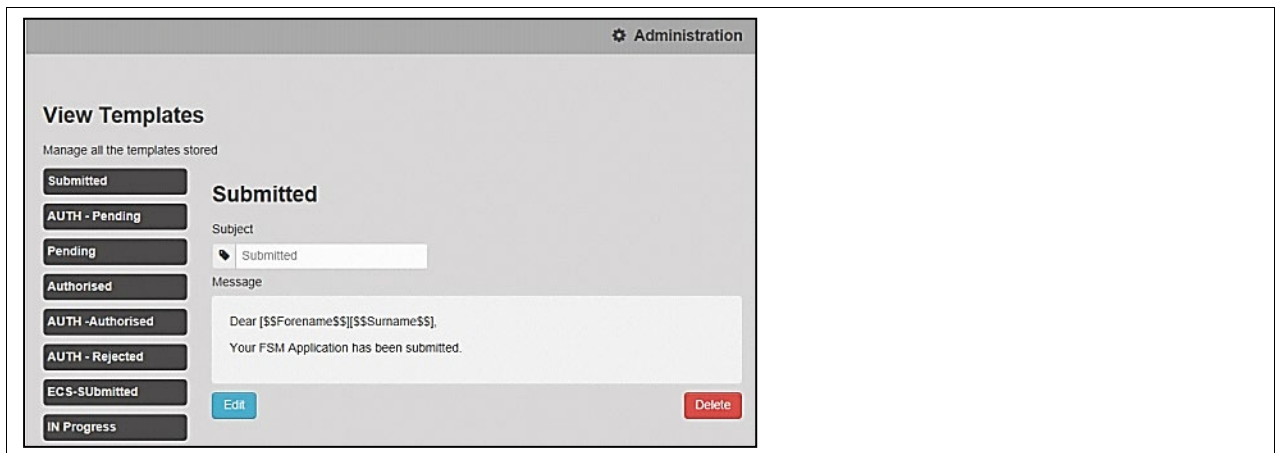 Administration
View Templates
Manage all the templates stored
Submitted
AUTH - Pending
Pending
Authorised
AUTH -Authorised
AUTH - Rejected
ECS-SUbmitted
IN Progress
Submitted
Subject
Submitted
Message
Dear [$$Forename$$][$$Surname$$],
Your FSM Application has been submitted.
Edit
Delete